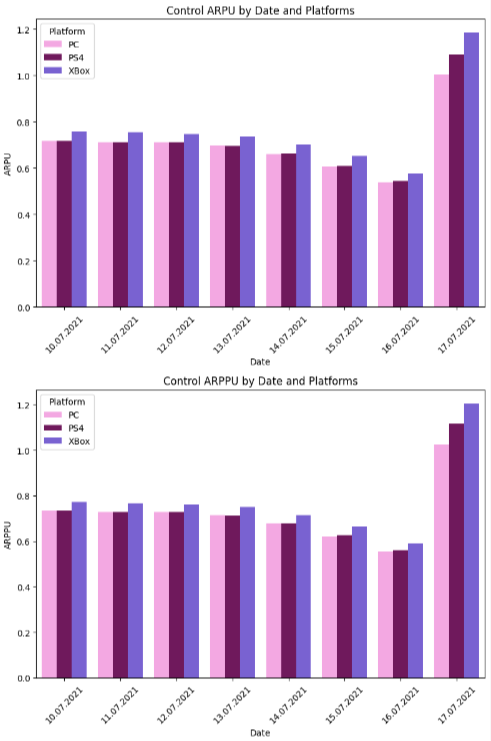 Control ARPU by Date and Platforms
Platform
PC
PS4
XBox
1.2
1.0
0.8
0.6
0.4
0.2
0.0
ARPU
10.07.2021 11.07.2021 12.07.2021 13.07.2021 14.07.2021 15.07.2021 16.07.2021 17.07.2021
Date
Control ARPPU by Date and Platforms
Platform
PC
PS4
XBox
1.2
1.0
0.8
0.6
0.4
0.2
0.0
ARPPU
10.07.2021 11.07.2021 12.07.2021 13.07.2021 14.07.2021 15.07.2021 16.07.2021 17.07.2021
Date